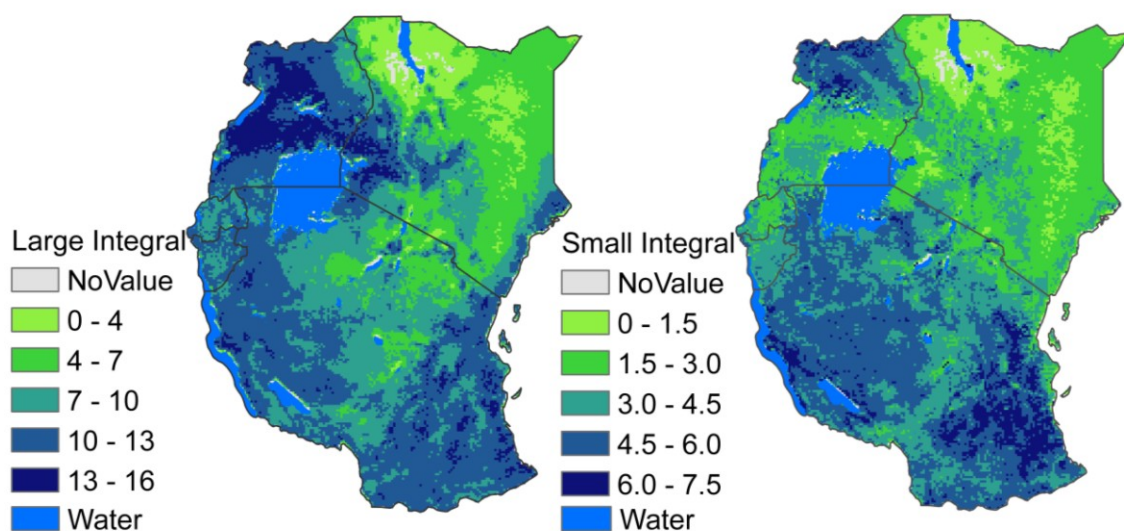 Large Integral
NoValue
0 - 4
4 - 7
7 - 10
10 - 13
13 - 16
Water
Small Integral
NoValue
0 - 1.5
1.5 - 3.0
3.0 - 4.5
4.5 - 6.0
6.0 - 7.5
Water